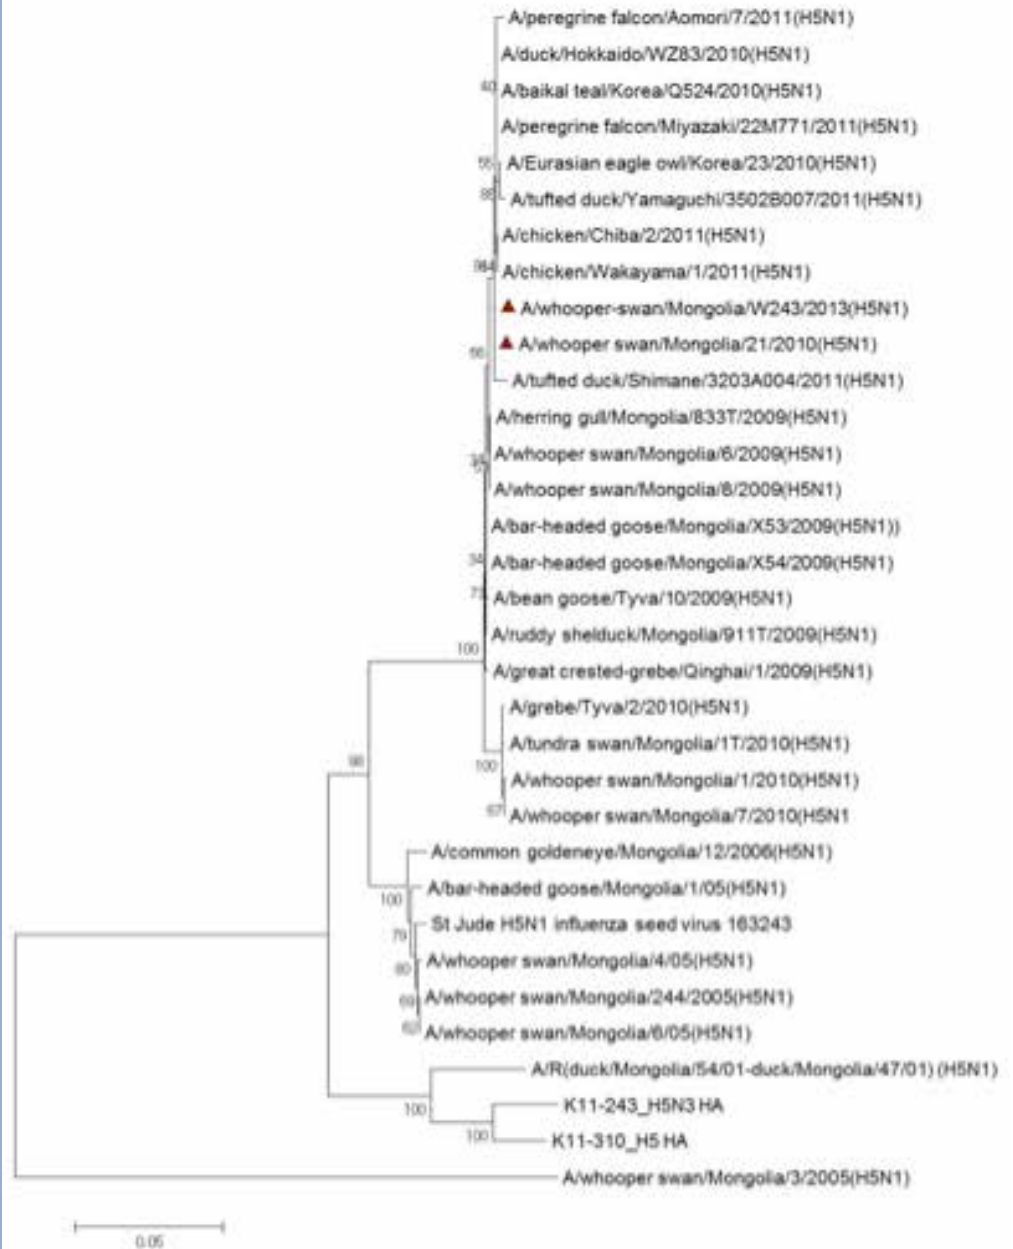 A/peregrine falcon/Aomori/7/2011(H5N1)
A/duck/Hokkaido/WZ83/2010(H5N1)
A/baikal teal/Korea/Q524/2010(H5N1)
A/peregrine falcon/Miyazaki/22M771/2011(H5N1)
A/Eurasian eagle owl/Korea/23/2010(H5N1)
A/tufted duck/Yamaguchi/3502B007/2011(H5N1)
A/chicken/Chiba/2/2011(H5N1)
A/chicken/Wakayama/1/2011(H5N1)
A/whooper-swan/Mongolia/W243/2013(H5N1)
A/whooper swan/Mongolia/21/2010(H5N1)
A/tufted duck/Shimane/3203A004/2011(H5N1)
A/herring gull/Mongolia/833T/2009(H5N1)
A/whooper swan/Mongolia/6/2009(H5N1)
A/whooper swan/Mongolia/8/2009(H5N1)
A/bar-headed goose/Mongolia/X53/2009(H5N1))
A/bar-headed goose/Mongolia/X54/2009(H5N1)
A/bean goose/Tyva/10/2009(H5N1)
A/ruddy shelduck/Mongolia/911T/2009(H5N1)
100
A/great crested-grebe/Qinghai/1/2009(H5N1)
A/grebe/Tyva/2/2010(H5N1)
A/tundra swan/Mongolia/1T/2010(H5N1)
100
A/whooper swan/Mongolia/1/2010(H5N1)
67
A/whooper swan/Mongolia/7/2010(H5N1
A/common goldeneye/Mongolia/12/2006(H5N1)
A/bar-headed goose/Mongolia/1/05(H5N1)
100
St Jude H5N1 influenza seed virus 163243
79
A/whooper swan/Mongolia/4/05(H5N1)
A/whooper swan/Mongolia/244/2005(H5N1)
A/whooper swan/Mongolia/6/05(H5N1)
A/R(duck/Mongolia/54/01-duck/Mongolia/47/01) (H5N1)
100
K11-243_H5N3 HA
100
K11-310_H5 HA
A/whooper swan/Mongolia/3/2005(H5N1)
0.05